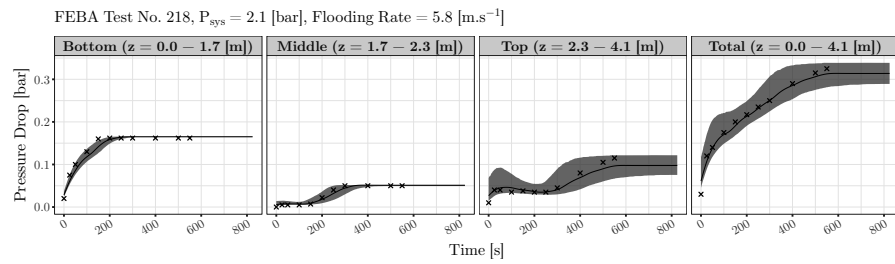 FEBA Test No. 218, Psys = 2.1 [bar], Flooding Rate = 5.8 [m.s⁻¹]
Bottom (z = 0.0 − 1.7 [m]) Middle (z = 1.7 − 2.3 [m]) Top (z = 2.3 − 4.1 [m]) Total (z = 0.0 − 4.1 [m])
Pressure Drop [bar]
0.3
0.2
0.1
0.0
0 200 400 600 800 0 200 400 600 800 0 200 400 600 800 0 200 400 600 800
Time [s]